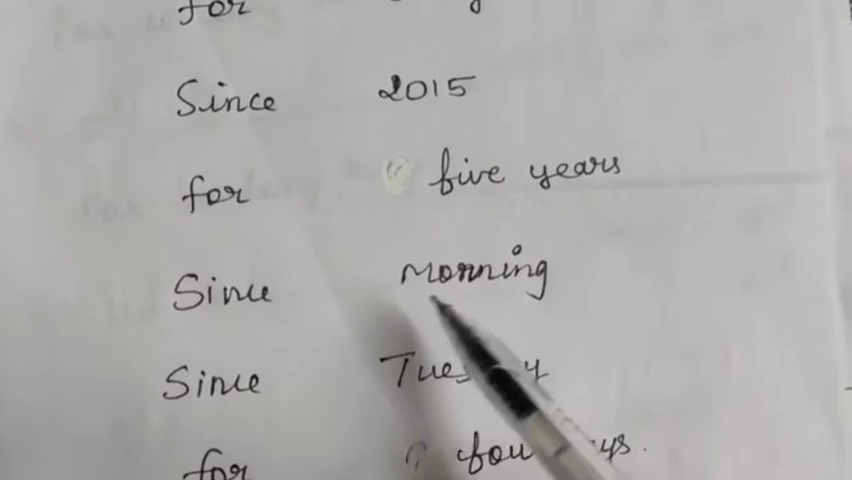 for
Since 2015
for five years
Since Morning
Since
for